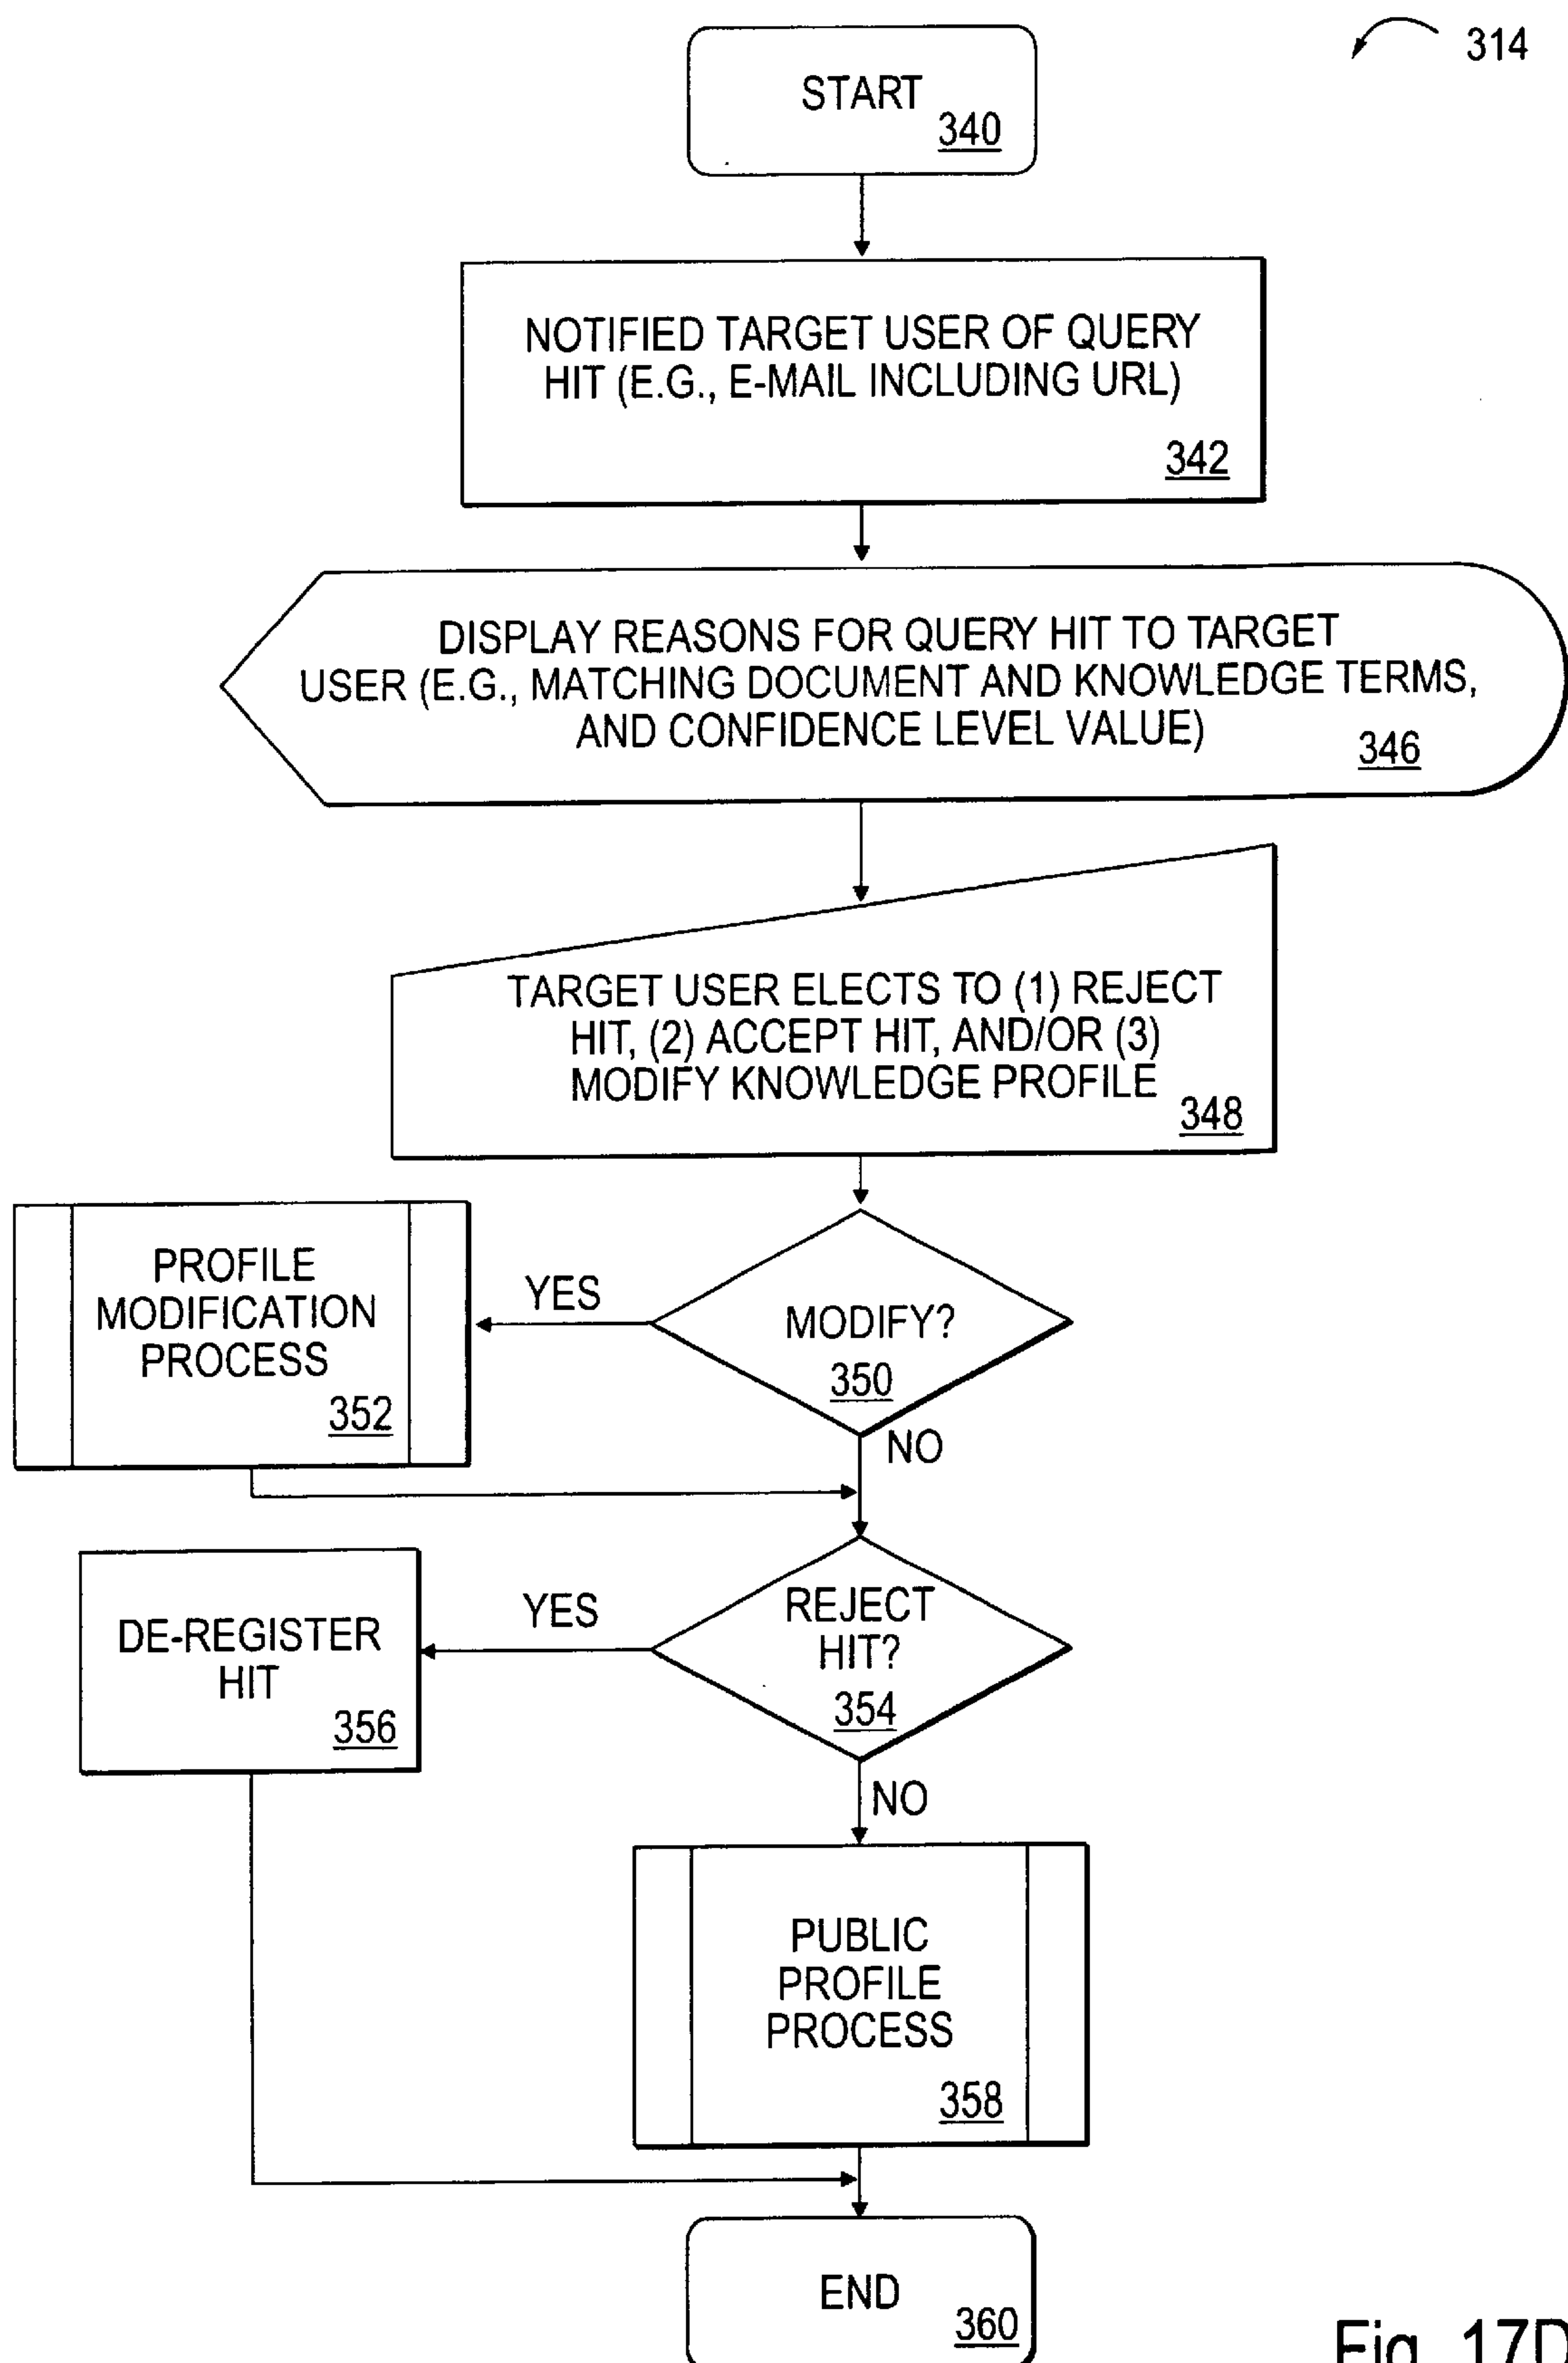 314
START
340
NOTIFIED TARGET USER OF QUERY
HIT (E.G., E-MAIL INCLUDING URL)
342
DISPLAY REASONS FOR QUERY HIT TO TARGET
USER (E.G., MATCHING DOCUMENT AND KNOWLEDGE TERMS,
AND CONFIDENCE LEVEL VALUE)
346
TARGET USER ELECTS TO (1) REJECT
HIT, (2) ACCEPT HIT, AND/OR (3)
MODIFY KNOWLEDGE PROFILE
348
PROFILE
MODIFICATION
PROCESS
352
YES
MODIFY?
350
NO
DE-REGISTER
HIT
356
YES
REJECT
HIT?
354
NO
PUBLIC
PROFILE
PROCESS
358
END
360
Fig. 17D